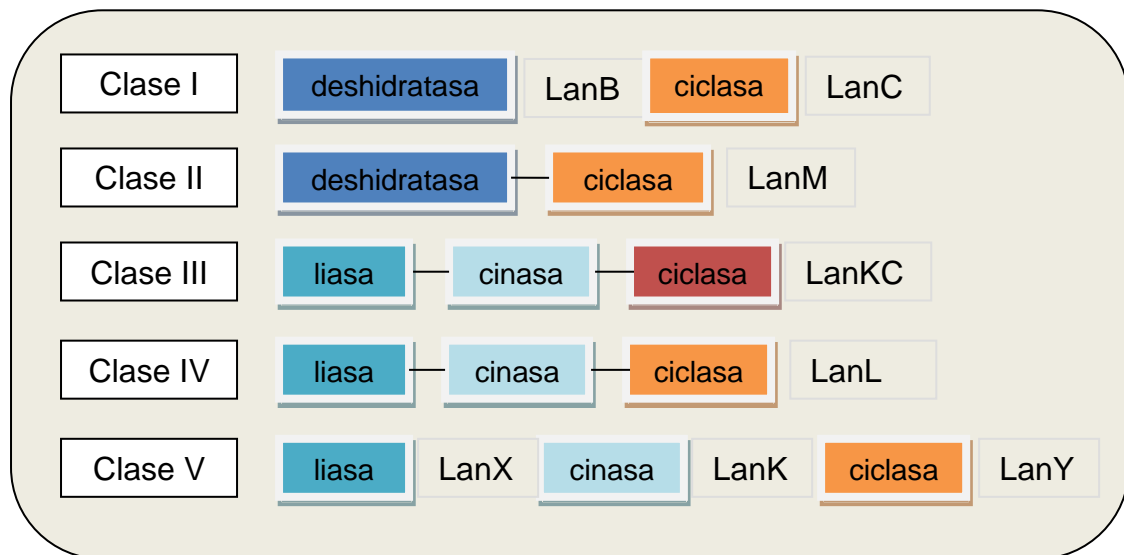 Clase I deshidratasa LanB ciclasa LanC
Clase II deshidratasa ciclasa LanM
Clase III liasa cinasa ciclasa LanKC
Clase IV liasa cinasa ciclasa LanL
Clase V liasa LanX cinasa LanK ciclasa LanY